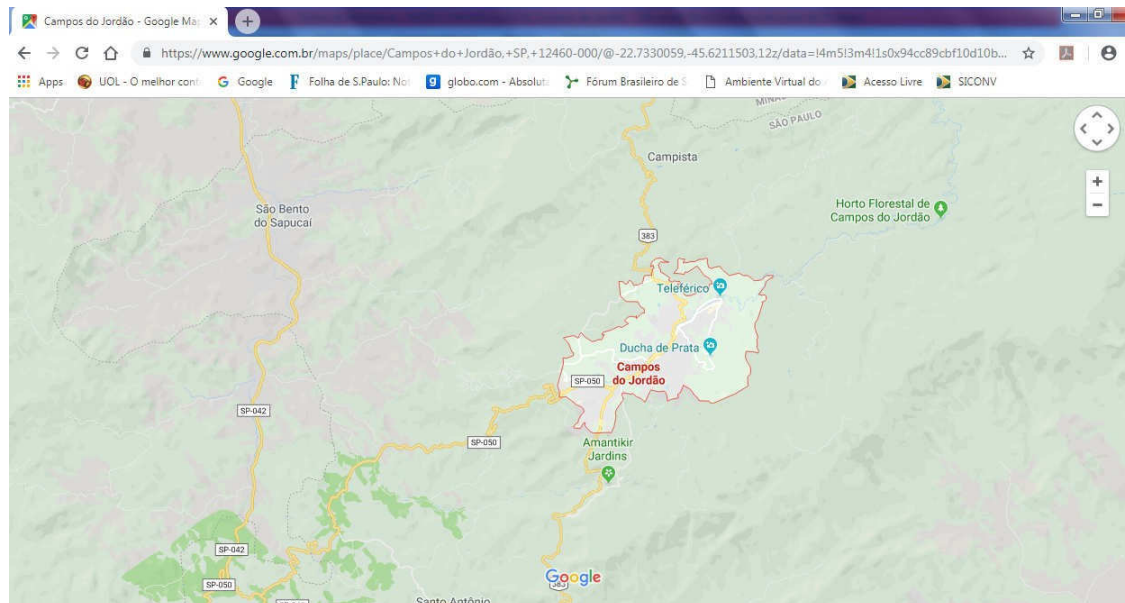 Campos do Jordão - Google Ma
https://www.google.com.br/maps/place/Campos+do+Jordão,+SP,+12460-000/@-22.7330059,-45.6211503,12z/data=!4m5!3m4!1s0x94cc89cbf10d10b...
Apps
UOL - O melhor cont
Google
Folha de S.Paulo: Not
globo.com - Absoluta
Fórum Brasileiro de S
Ambiente Virtual do
Acesso Livre
SICONV
SÃO PAULO
Campista
São Bento
do Sapucaí
Horto Florestal de
Campos do Jordão
383
Teleférico
Ducha de Prata
Campos
do Jordão
SP-050
SP-042
SP-050
Amantikir
Jardins
SP-042
Google
383
SP-050
Santo Antônio